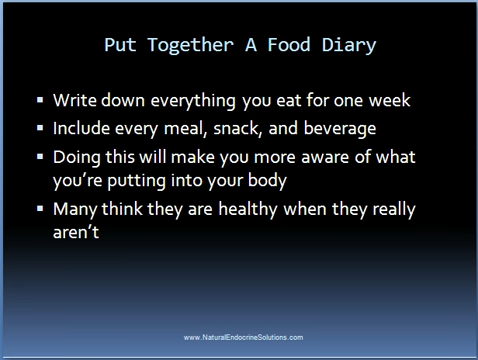 Put Together A Food Diary
▪ Write down everything you eat for one week
▪ Include every meal, snack, and beverage
▪ Doing this will make you more aware of what
you're putting into your body
▪ Many think they are healthy when they really
aren't
www.NaturalEndocrineSolutions.com